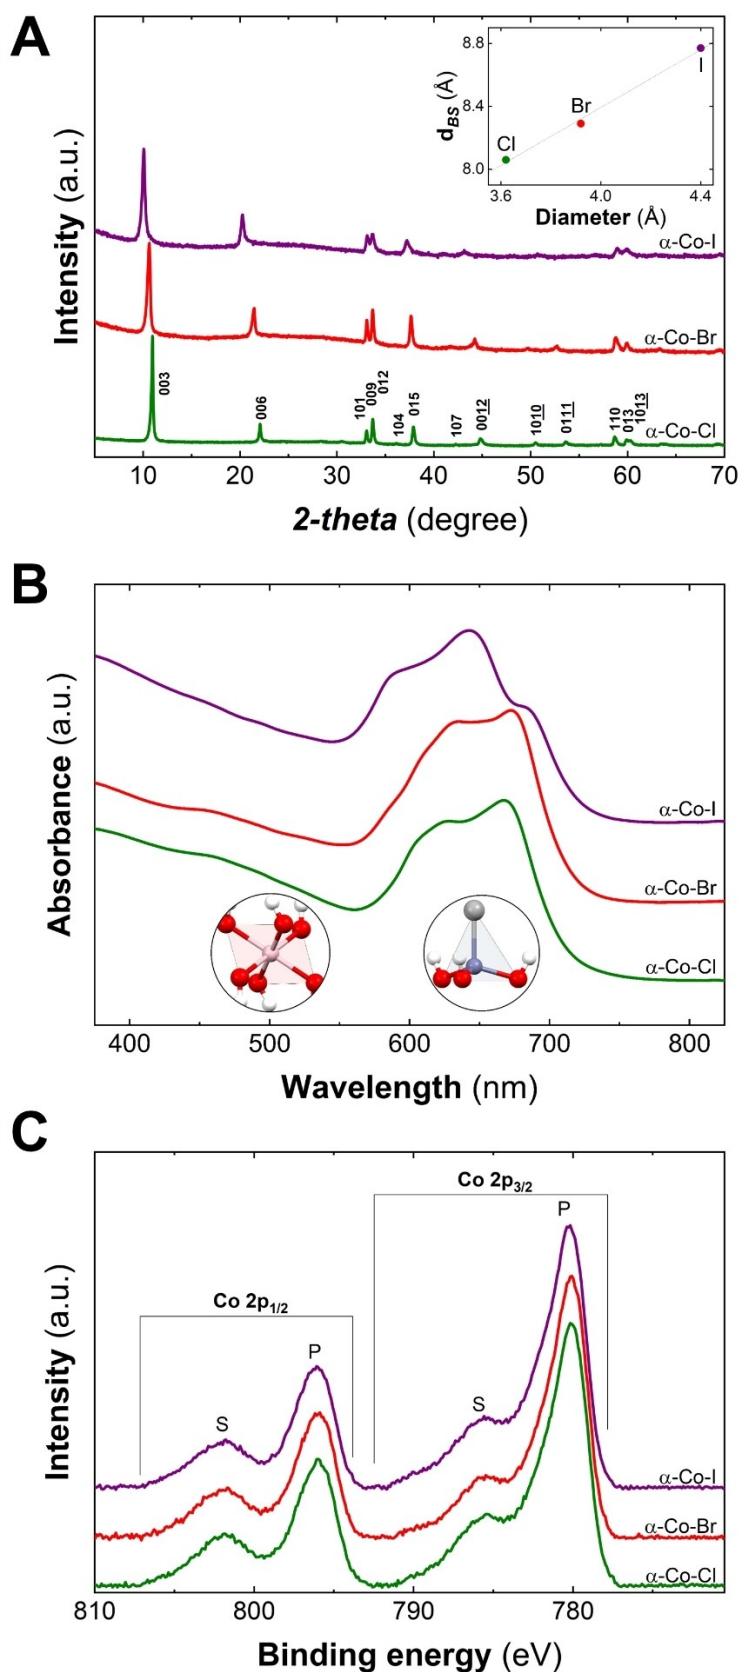 A
Intensity (a.u.)
d_BS (Å)
8.8
8.4
8.0
Cl
Br
I
3.6 4.0 4.4
Diameter (Å)
α-Co-I
α-Co-Br
α-Co-Cl
003
006
101
009
012
104
015
107
0012
1010
0111
110
013
1013
10 20 30 40 50 60 70
2-theta (degree)
B
Absorbance (a.u.)
α-Co-I
α-Co-Br
α-Co-Cl
400 500 600 700 800
Wavelength (nm)
C
Intensity (a.u.)
Co 2p3/2
P
Co 2p1/2
P
S
S
α-Co-I
α-Co-Br
α-Co-Cl
810 800 790 780
Binding energy (eV)